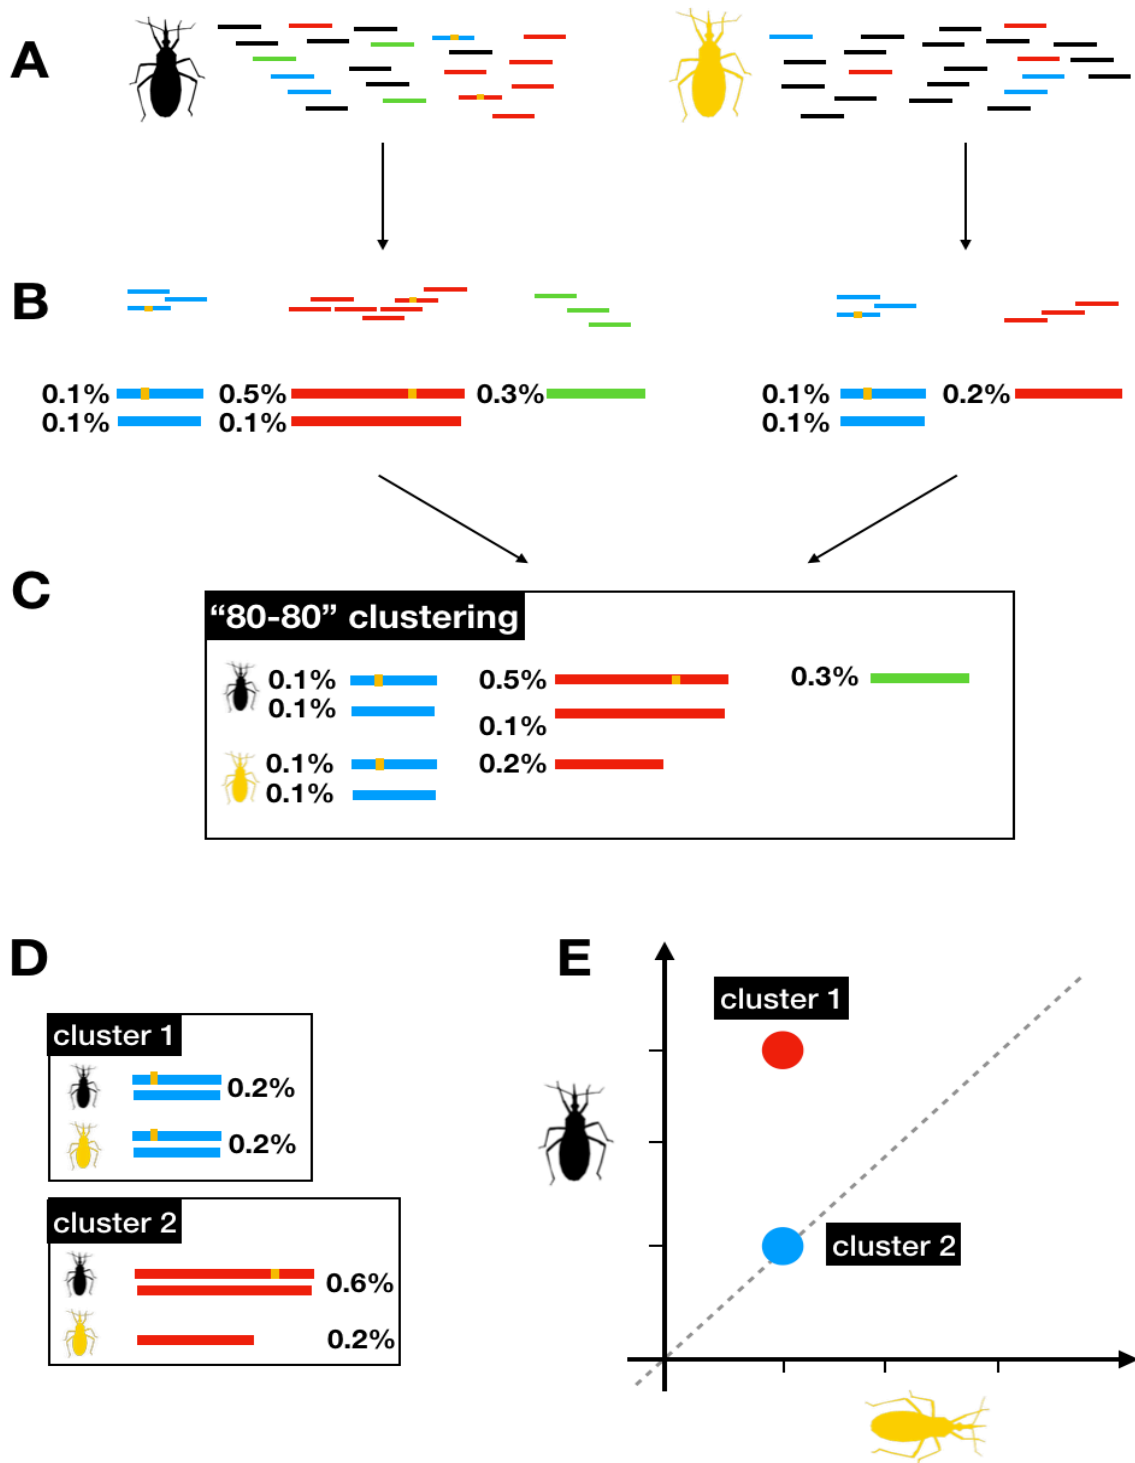 A
B
0.1% 0.5% 0.3% 0.1% 0.2%
0.1% 0.1% 0.1%
C
“80-80” clustering
0.1% 0.5% 0.3%
0.1% 0.1%
0.1% 0.2%
0.1%
D
cluster 1
0.2%
0.2%
cluster 2
0.6%
0.2%
E
cluster 1
cluster 2